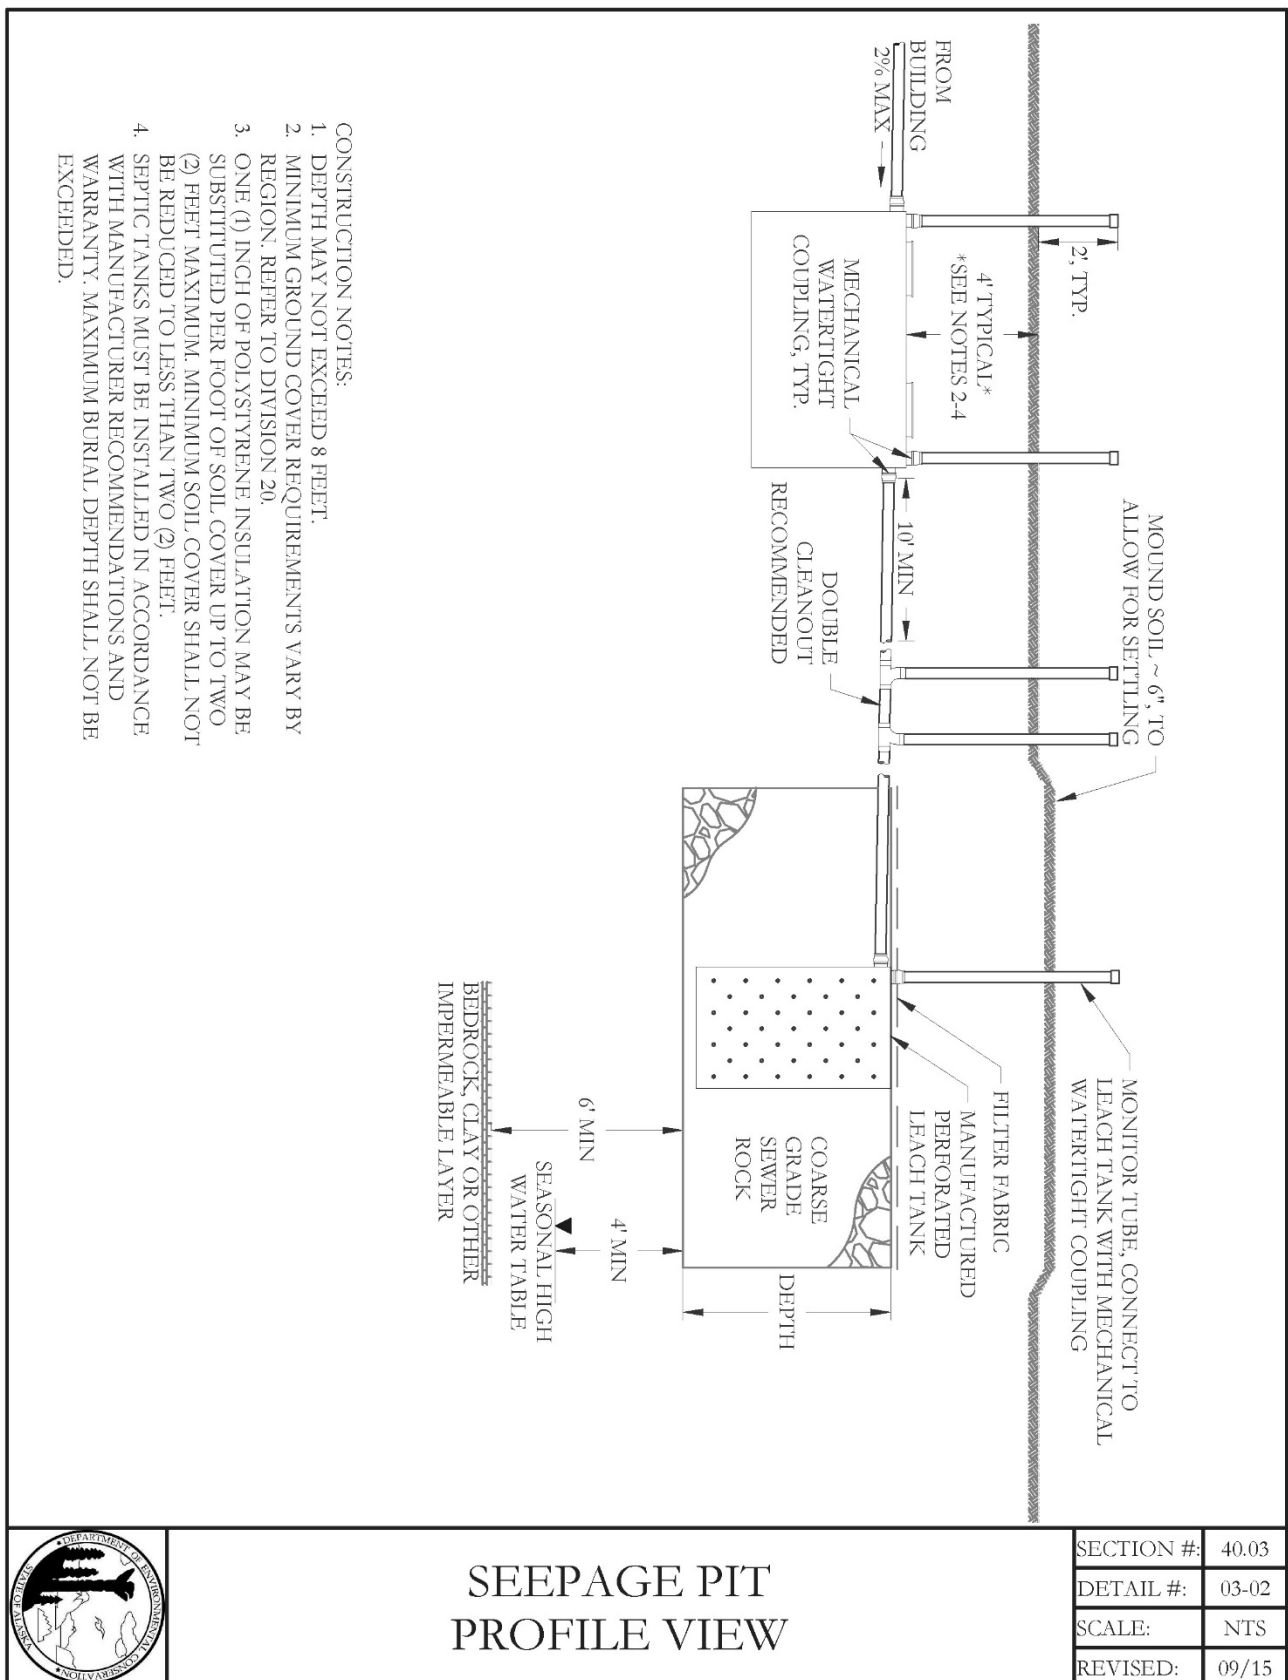 FROM
BUILDING
2% MAX
2', TYP.
4' TYPICAL*
*SEE NOTES 2-4
MECHANICAL
WATERTIGHT
COUPLING, TYP.
10' MIN
DOUBLE
CLEANOUT
RECOMMENDED
MOUND SOIL ~ 6", TO
ALLOW FOR SETTLING
MONITOR TUBE, CONNECT TO
LEACH TANK WITH MECHANICAL
WATERTIGHT COUPLING
FILTER FABRIC
MANUFACTURED
PERFORATED
LEACH TANK
COARSE
GRADE
SEWER
ROCK
DEPTH
6' MIN
4' MIN
SEASONAL HIGH
WATER TABLE
BEDROCK, CLAY OR OTHER
IMPERMEABLE LAYER
CONSTRUCTION NOTES:
1. DEPTH MAY NOT EXCEED 8 FEET.
2. MINIMUM GROUND COVER REQUIREMENTS VARY BY
REGION. REFER TO DIVISION 20.
3. ONE (1) INCH OF POLYSTYRENE INSULATION MAY BE
SUBSTITUTED PER FOOT OF SOIL COVER UP TO TWO
(2) FEET MAXIMUM. MINIMUM SOIL COVER SHALL NOT
BE REDUCED TO LESS THAN TWO (2) FEET.
4. SEPTIC TANKS MUST BE INSTALLED IN ACCORDANCE
WITH MANUFACTURER RECOMMENDATIONS AND
WARRANTY. MAXIMUM BURIAL DEPTH SHALL NOT BE
EXCEEDED.
DEPARTMENT OF ENVIRONMENTAL CONSERVATION
STATE OF ALASKA
SEEPAGE PIT
PROFILE VIEW
SECTION #: 40.03
DETAIL #: 03-02
SCALE: NTS
REVISED: 09/15